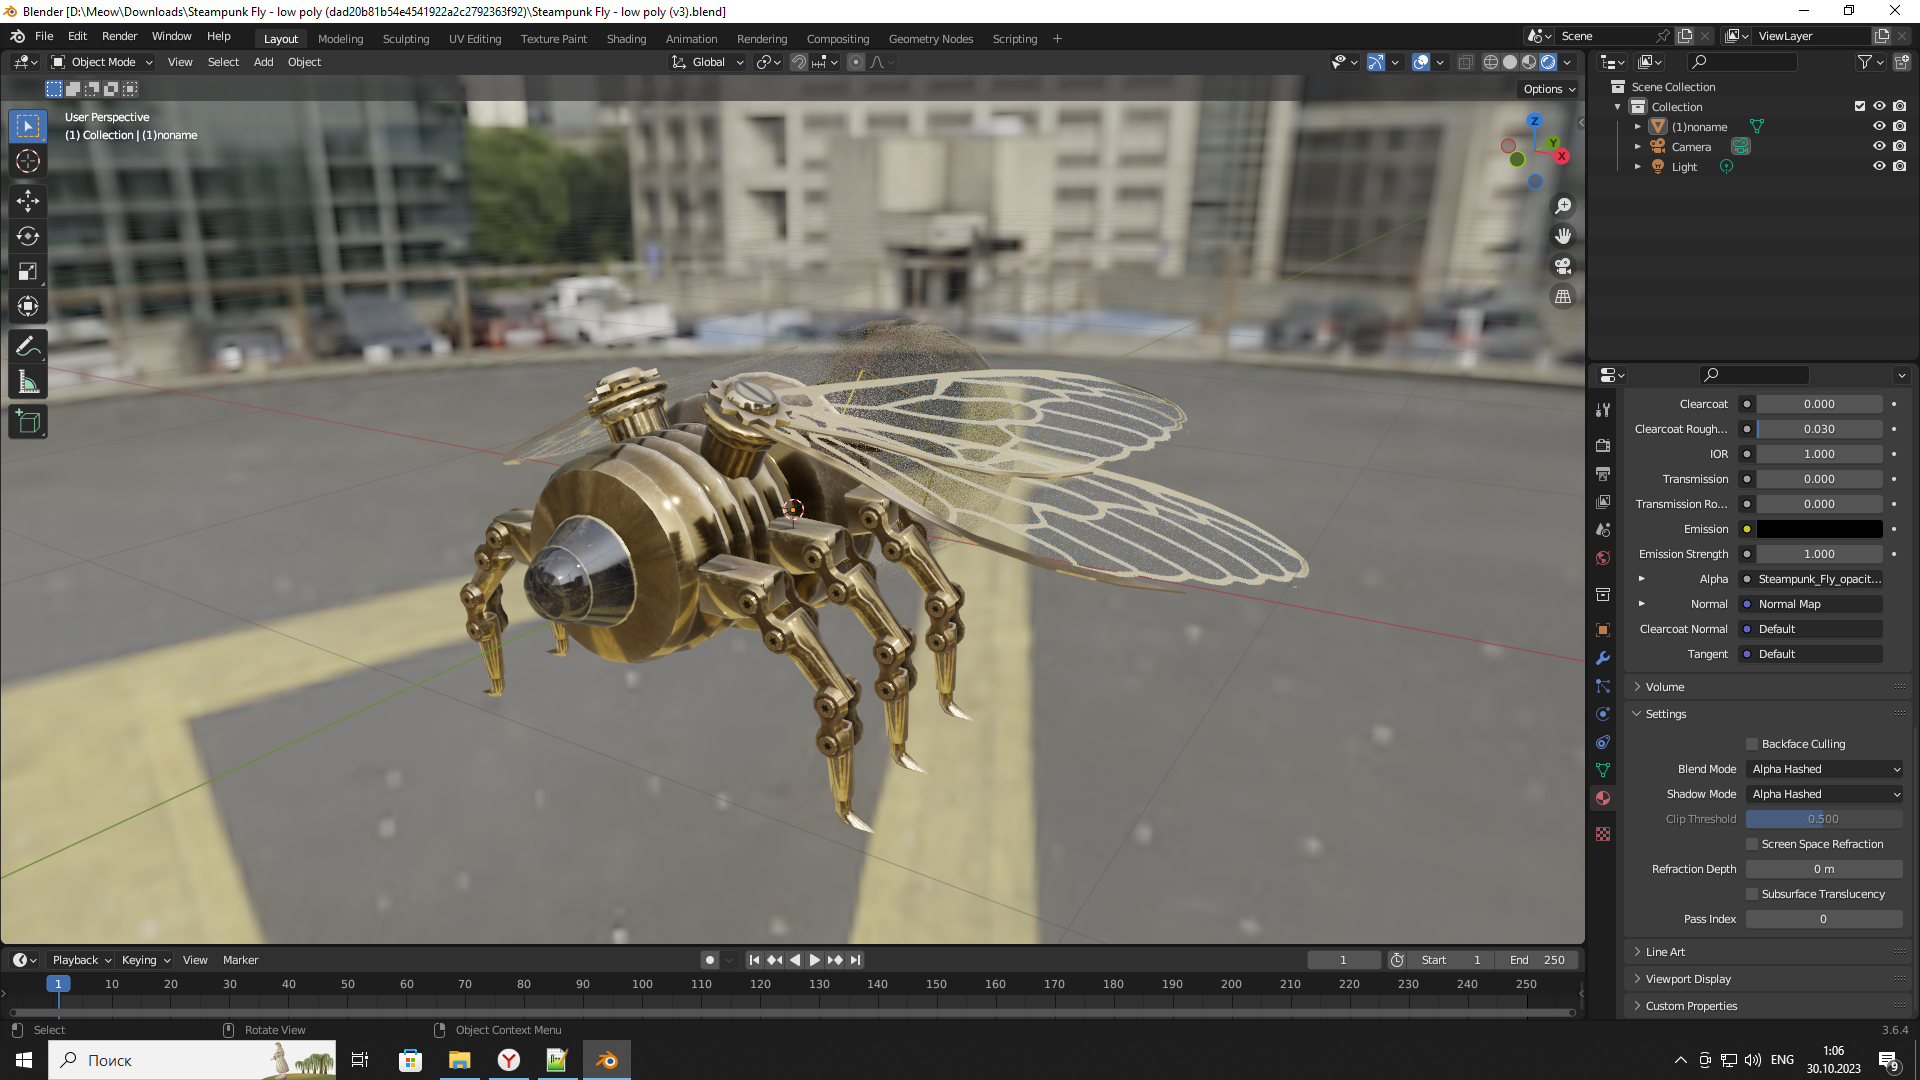 Blender [D:\Meow\Downloads\Steampunk Fly - low poly (dad20b81b54e4541922a2c2792363f92)\Steampunk Fly - low poly (v3).blend]
File Edit Render Window Help Layout Modeling Sculpting UV Editing Texture Paint Shading Animation Rendering Compositing Geometry Nodes Scripting + Scene ViewLayer
Object Mode View Select Add Object Global
Options
User Perspective
(1) Collection | (1)noname
Z
Y
X
Scene Collection
Collection
(1)noname
Camera
Light
Clearcoat 0.000
Clearcoat Rough... 0.030
IOR 1.000
Transmission 0.000
Transmission Ro... 0.000
Emission
Emission Strength 1.000
Alpha Steampunk_Fly_opacit...
Normal Normal Map
Clearcoat Normal Default
Tangent Default
Volume
Settings
Backface Culling
Blend Mode Alpha Hashed
Shadow Mode Alpha Hashed
Clip Threshold 0.500
Screen Space Refraction
Refraction Depth 0 m
Subsurface Translucency
Pass Index 0
Line Art
Viewport Display
Custom Properties
Playback Keying View Marker 1 Start 1 End 250
1 10 20 30 40 50 60 70 80 90 100 110 120 130 140 150 160 170 180 190 200 210 220 230 240 250
Select Rotate View Object Context Menu 3.6.4
Поиск ENG 1:06
30.10.2023 9